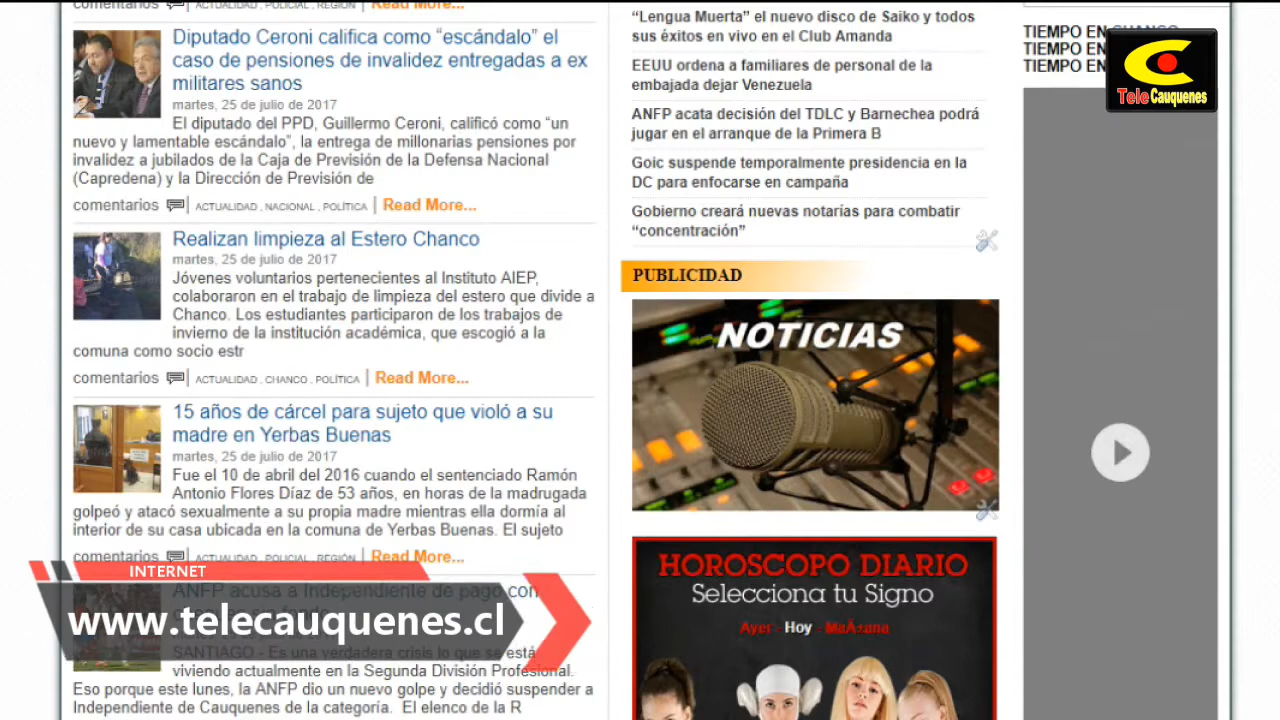 ACTUALIDAD , POLICIAL , REGIÓN | Read More...
Diputado Ceroni califica como “escándalo” el
caso de pensiones de invalidez entregadas a ex
militares sanos
martes, 25 de julio de 2017
El diputado del PPD, Guillermo Ceroni, calificó como “un
nuevo y lamentable escándalo”, la entrega de millonarias pensiones por
invalidez a jubilados de la Caja de Previsión de la Defensa Nacional
(Capredena) y la Dirección de Previsión de
comentarios | ACTUALIDAD , NACIONAL , POLÍTICA | Read More...
Realizan limpieza al Estero Chanco
martes, 25 de julio de 2017
Jóvenes voluntarios pertenecientes al Instituto AIEP,
colaboraron en el trabajo de limpieza del estero que divide a
Chanco. Los estudiantes participaron de los trabajos de
invierno de la institución académica, que escogió a la
comuna como socio estr
comentarios | ACTUALIDAD , CHANCO , POLÍTICA | Read More...
15 años de cárcel para sujeto que violó a su
madre en Yerbas Buenas
martes, 25 de julio de 2017
Fue el 10 de abril del 2016 cuando el sentenciado Ramón
Antonio Flores Díaz de 53 años, en horas de la madrugada
golpeó y atacó sexualmente a su propia madre mientras ella dormía al
interior de su casa ubicada en la comuna de Yerbas Buenas. El sujeto
comentarios | ACTUALIDAD , POLICIAL , REGIÓN | Read More...
ANFP acusa a Independiente de pago con
SANTIAGO - Es una verdadera crisis lo que se está
viviendo actualmente en la Segunda División Profesional.
Eso porque este lunes, la ANFP dio un nuevo golpe y decidió suspender a
Independiente de Cauquenes de la categoría. El elenco de la R
INTERNET
www.telecauquenes.cl
“Lengua Muerta” el nuevo disco de Saiko y todos
sus éxitos en vivo en el Club Amanda
EEUU ordena a familiares de personal de la
embajada dejar Venezuela
ANFP acata decisión del TDLC y Barnechea podrá
jugar en el arranque de la Primera B
Goic suspende temporalmente presidencia en la
DC para enfocarse en campaña
Gobierno creará nuevas notarías para combatir
“concentración”
PUBLICIDAD
NOTICIAS
HOROSCOPO DIARIO
Selecciona tu Signo
Ayer - Hoy - MaÃ±ana
TIEMPO EN CHANCO
TIEMPO EN
TIEMPO EN
TeleCauquenes